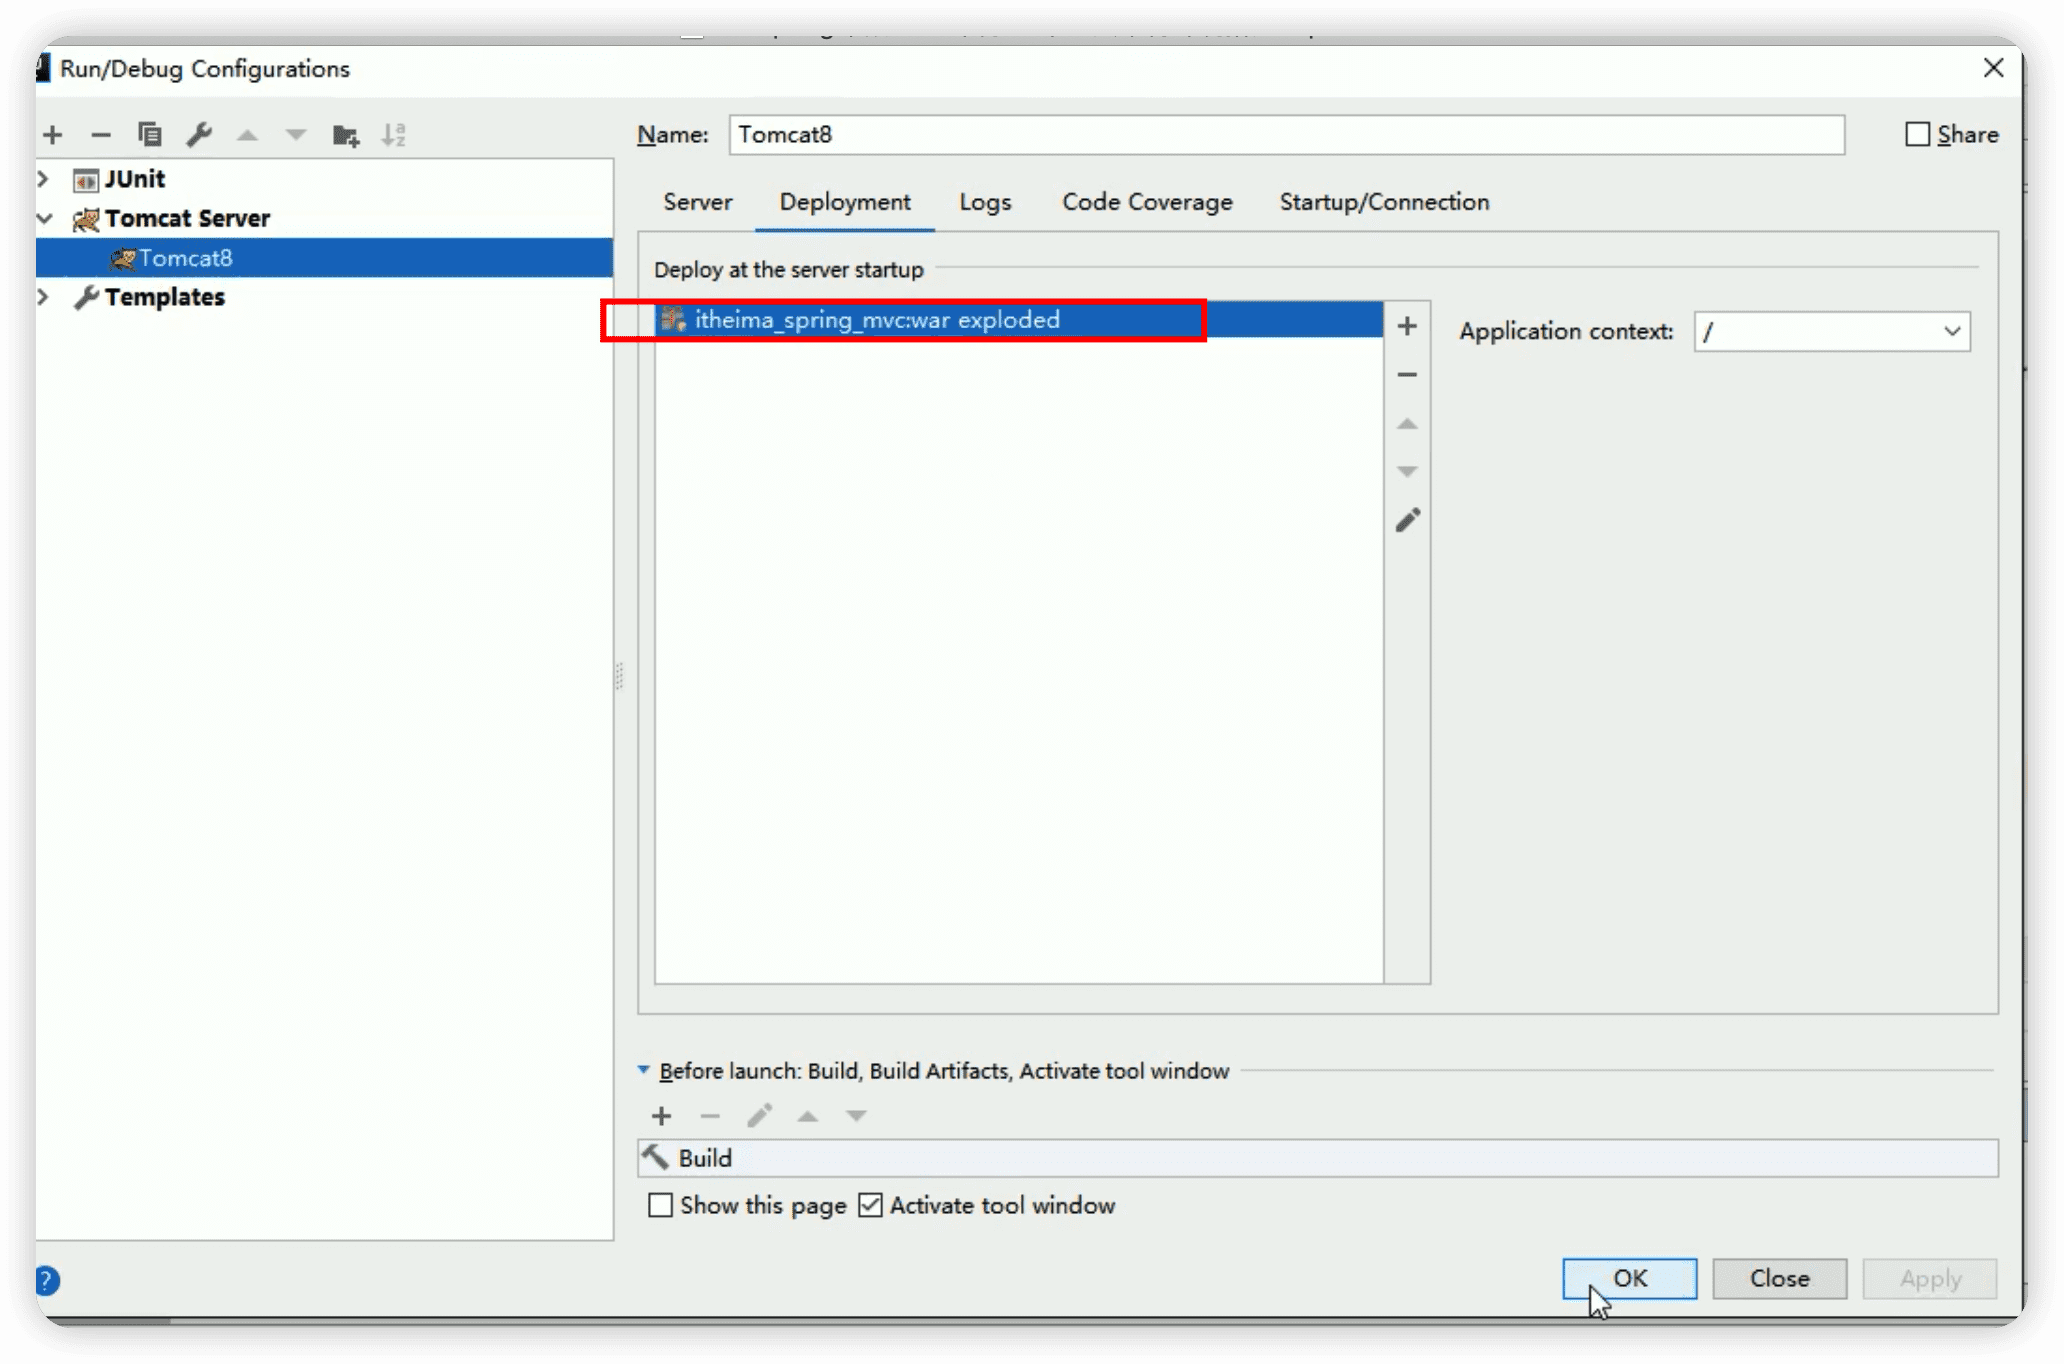 Run/Debug Configurations
JUnit
Tomcat Server
Tomcat8
Templates
Name: Tomcat8
Share
Server Deployment Logs Code Coverage Startup/Connection
Deploy at the server startup
itheima_spring_mvc:war exploded
Application context: /
Before launch: Build, Build Artifacts, Activate tool window
Build
Show this page Activate tool window
?
OK Close Apply